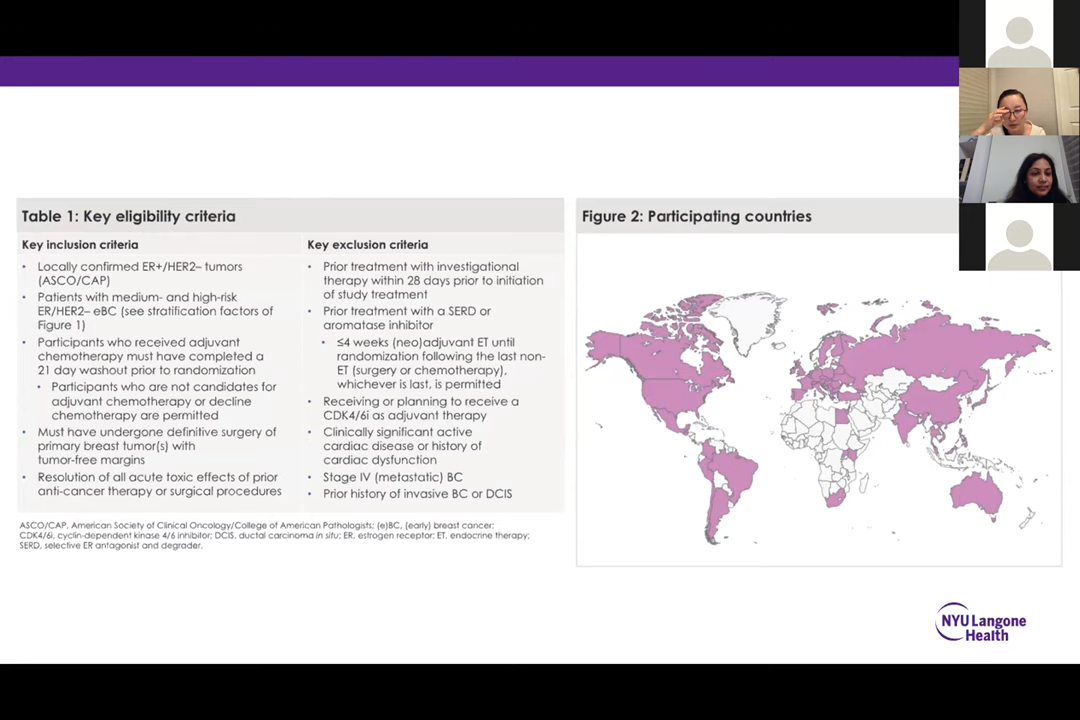 Table 1: Key eligibility criteria
Key inclusion criteria
• Locally confirmed ER+/HER2– tumors
(ASCO/CAP)
• Patients with medium- and high-risk
ER/HER2– eBC (see stratification factors of
Figure 1)
• Participants who received adjuvant
chemotherapy must have completed a
21 day washout prior to randomization
• Participants who are not candidates for
adjuvant chemotherapy or decline
chemotherapy are permitted
• Must have undergone definitive surgery of
primary breast tumor(s) with
tumor-free margins
• Resolution of all acute toxic effects of prior
anti-cancer therapy or surgical procedures
Key exclusion criteria
• Prior treatment with investigational
therapy within 28 days prior to initiation
of study treatment
• Prior treatment with a SERD or
aromatase inhibitor
• ≤4 weeks (neo)adjuvant ET until
randomization following the last non-
ET (surgery or chemotherapy),
whichever is last, is permitted
• Receiving or planning to receive a
CDK4/6i as adjuvant therapy
• Clinically significant active
cardiac disease or history of
cardiac dysfunction
• Stage IV (metastatic) BC
• Prior history of invasive BC or DCIS
ASCO/CAP, American Society of Clinical Oncology/College of American Pathologists; (e)BC, (early) breast cancer;
CDK4/6i, cyclin-dependent kinase 4/6 inhibitor; DCIS, ductal carcinoma in situ; ER, estrogen receptor; ET, endocrine therapy;
SERD, selective ER antagonist and degrader.
Figure 2: Participating countries
NYU Langone
Health